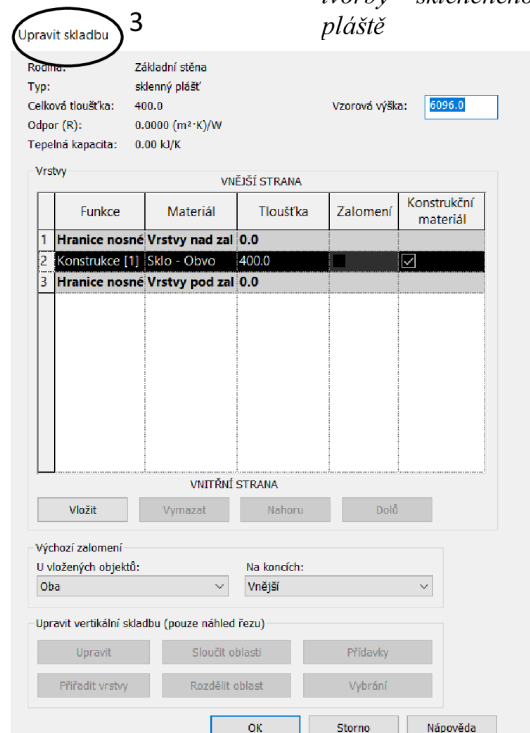 tvorby skleněného
pláště
Upravit skladbu 3
Rodina: Základní stěna
Typ: sklenný plášť
Celková tloušťka: 400.0 Vzorová výška: 6096.0
Odpor (R): 0.0000 (m²·K)/W
Tepelná kapacita: 0.00 kJ/K
Vrstvy
VNĚJŠÍ STRANA
Funkce Materiál Tloušťka Zalomení Konstrukční
materiál
1 Hranice nosné Vrstvy nad zal 0.0
2 Konstrukce [1] Sklo - Obvo 400.0
3 Hranice nosné Vrstvy pod zal 0.0
VNITŘNÍ STRANA
Vložit Vymazat Nahoru Dolů
Výchozí zalomení
U vložených objektů: Na koncích:
Oba Vnější
Upravit vertikální skladbu (pouze náhled řezu)
Upravit Sloučit oblasti Přídavky
Přiřadit vrstvy Rozdělit oblast Vybrání
OK Storno Nápověda